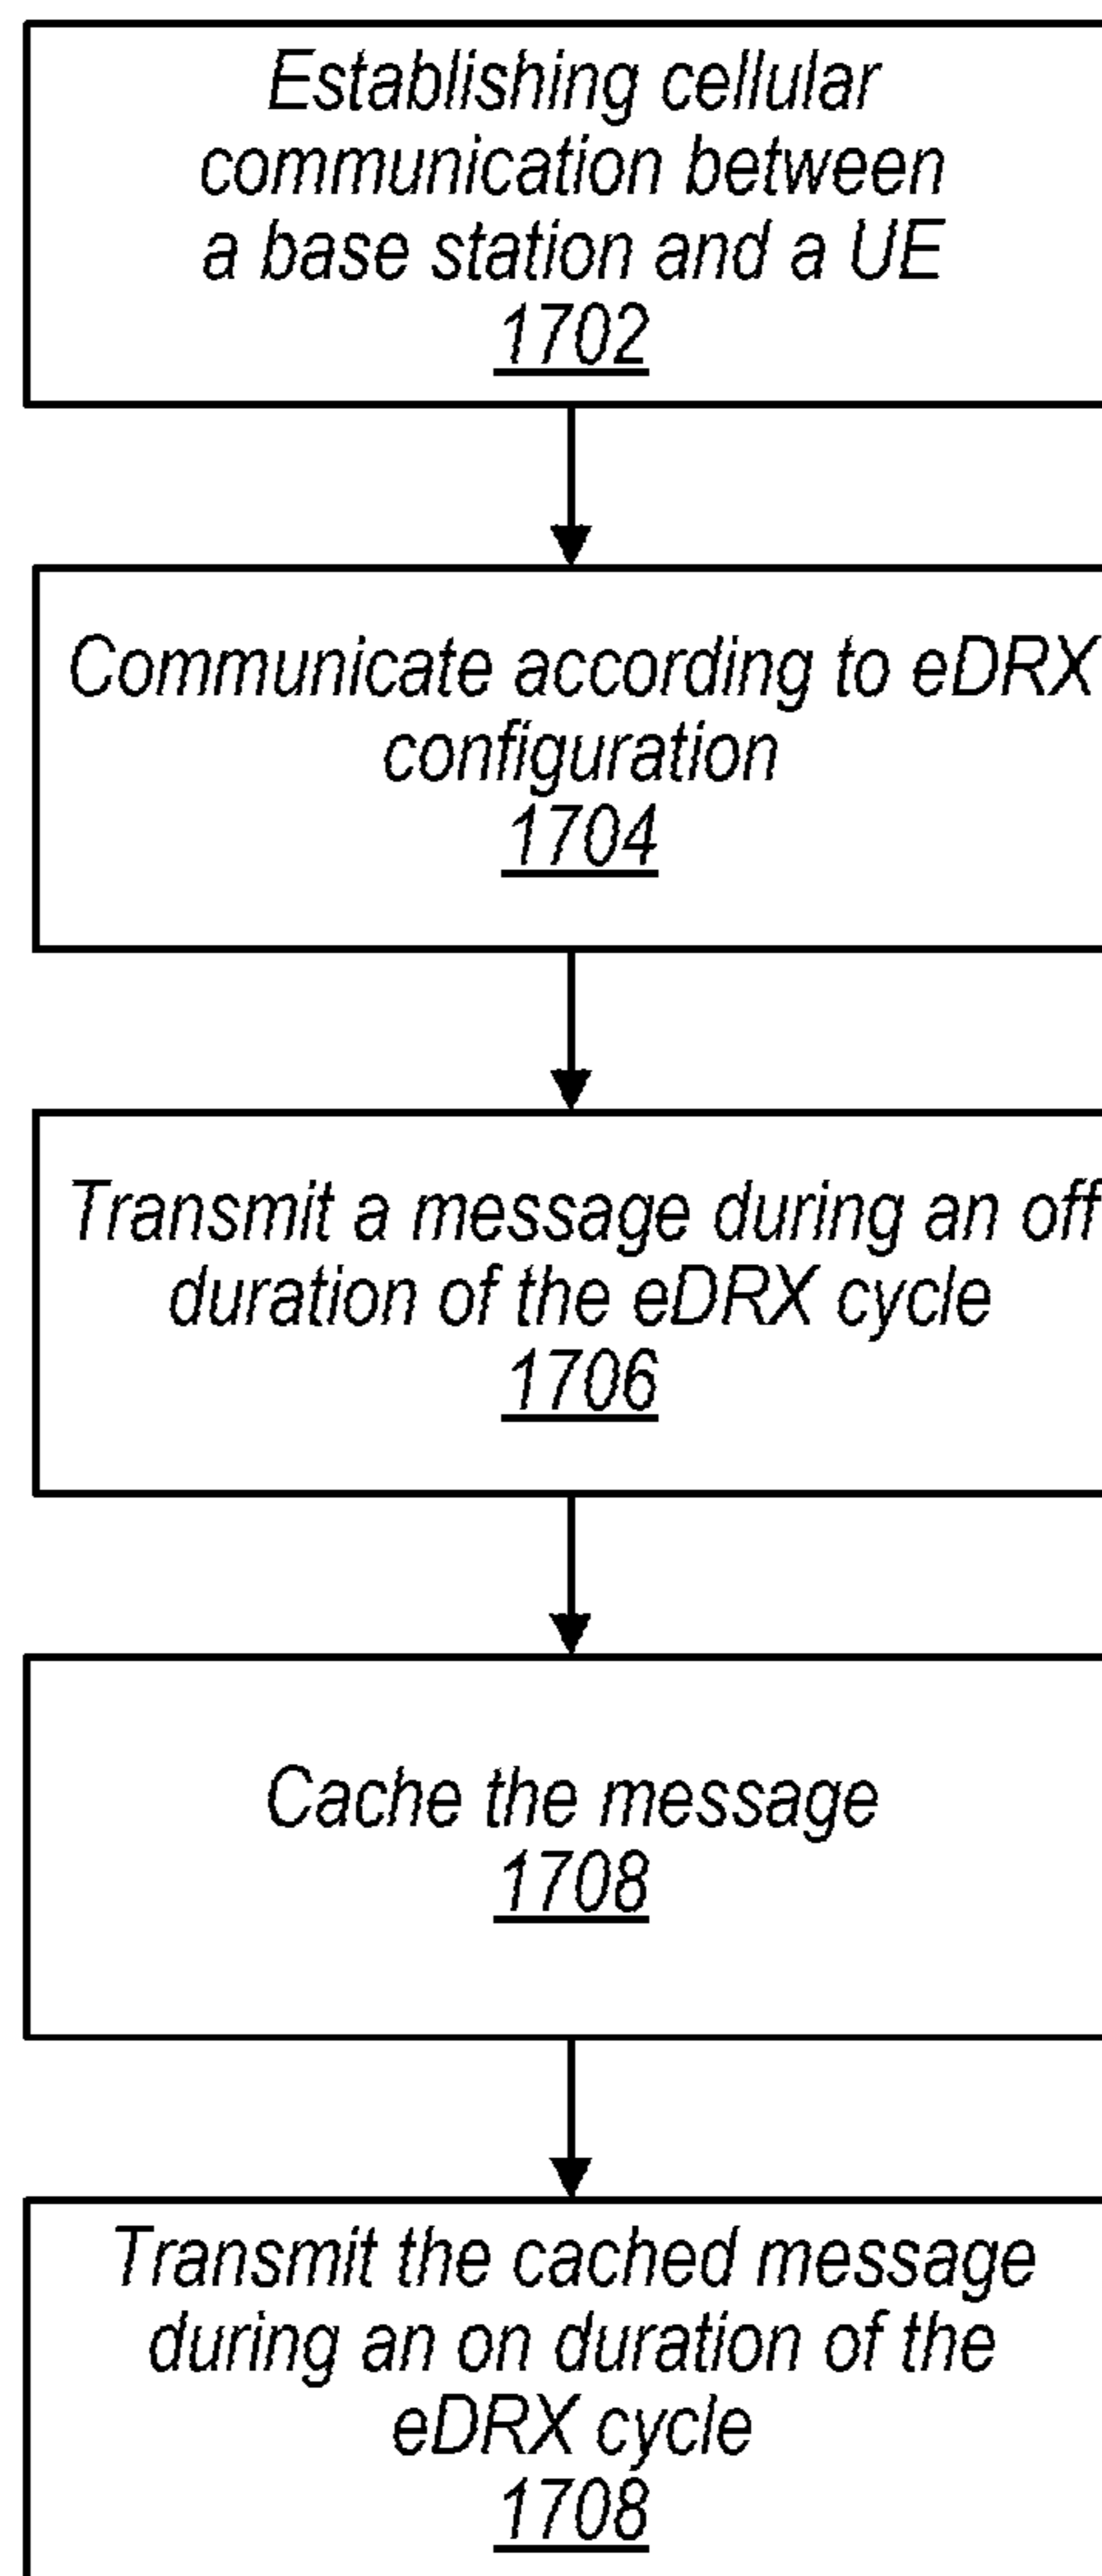 Establishing cellular
communication between
a base station and a UE
1702
Communicate according to eDRX
configuration
1704
Transmit a message during an off
duration of the eDRX cycle
1706
Cache the message
1708
Transmit the cached message
during an on duration of the
eDRX cycle
1708